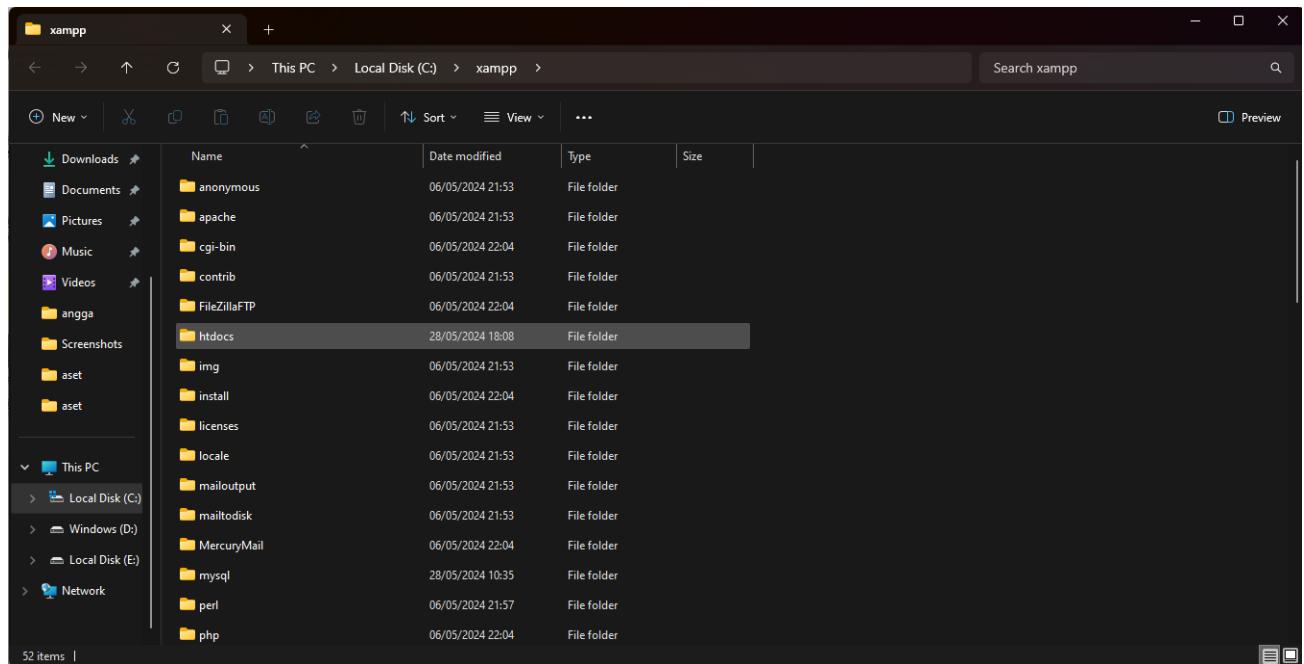 xampp
This PC > Local Disk (C:) > xampp >
Search xampp
New
Sort
View
Preview
Downloads
Documents
Pictures
Music
Videos
angga
Screenshots
aset
aset
This PC
Local Disk (C:)
Windows (D:)
Local Disk (E:)
Network
Name Date modified Type Size
anonymous 06/05/2024 21:53 File folder
apache 06/05/2024 21:53 File folder
cgi-bin 06/05/2024 22:04 File folder
contrib 06/05/2024 21:53 File folder
FileZillaFTP 06/05/2024 22:04 File folder
htdocs 28/05/2024 18:08 File folder
img 06/05/2024 21:53 File folder
install 06/05/2024 22:04 File folder
licenses 06/05/2024 21:53 File folder
locale 06/05/2024 21:53 File folder
mailoutput 06/05/2024 21:53 File folder
mailtodisk 06/05/2024 21:53 File folder
MercuryMail 06/05/2024 22:04 File folder
mysql 28/05/2024 10:35 File folder
perl 06/05/2024 21:57 File folder
php 06/05/2024 22:04 File folder
52 items